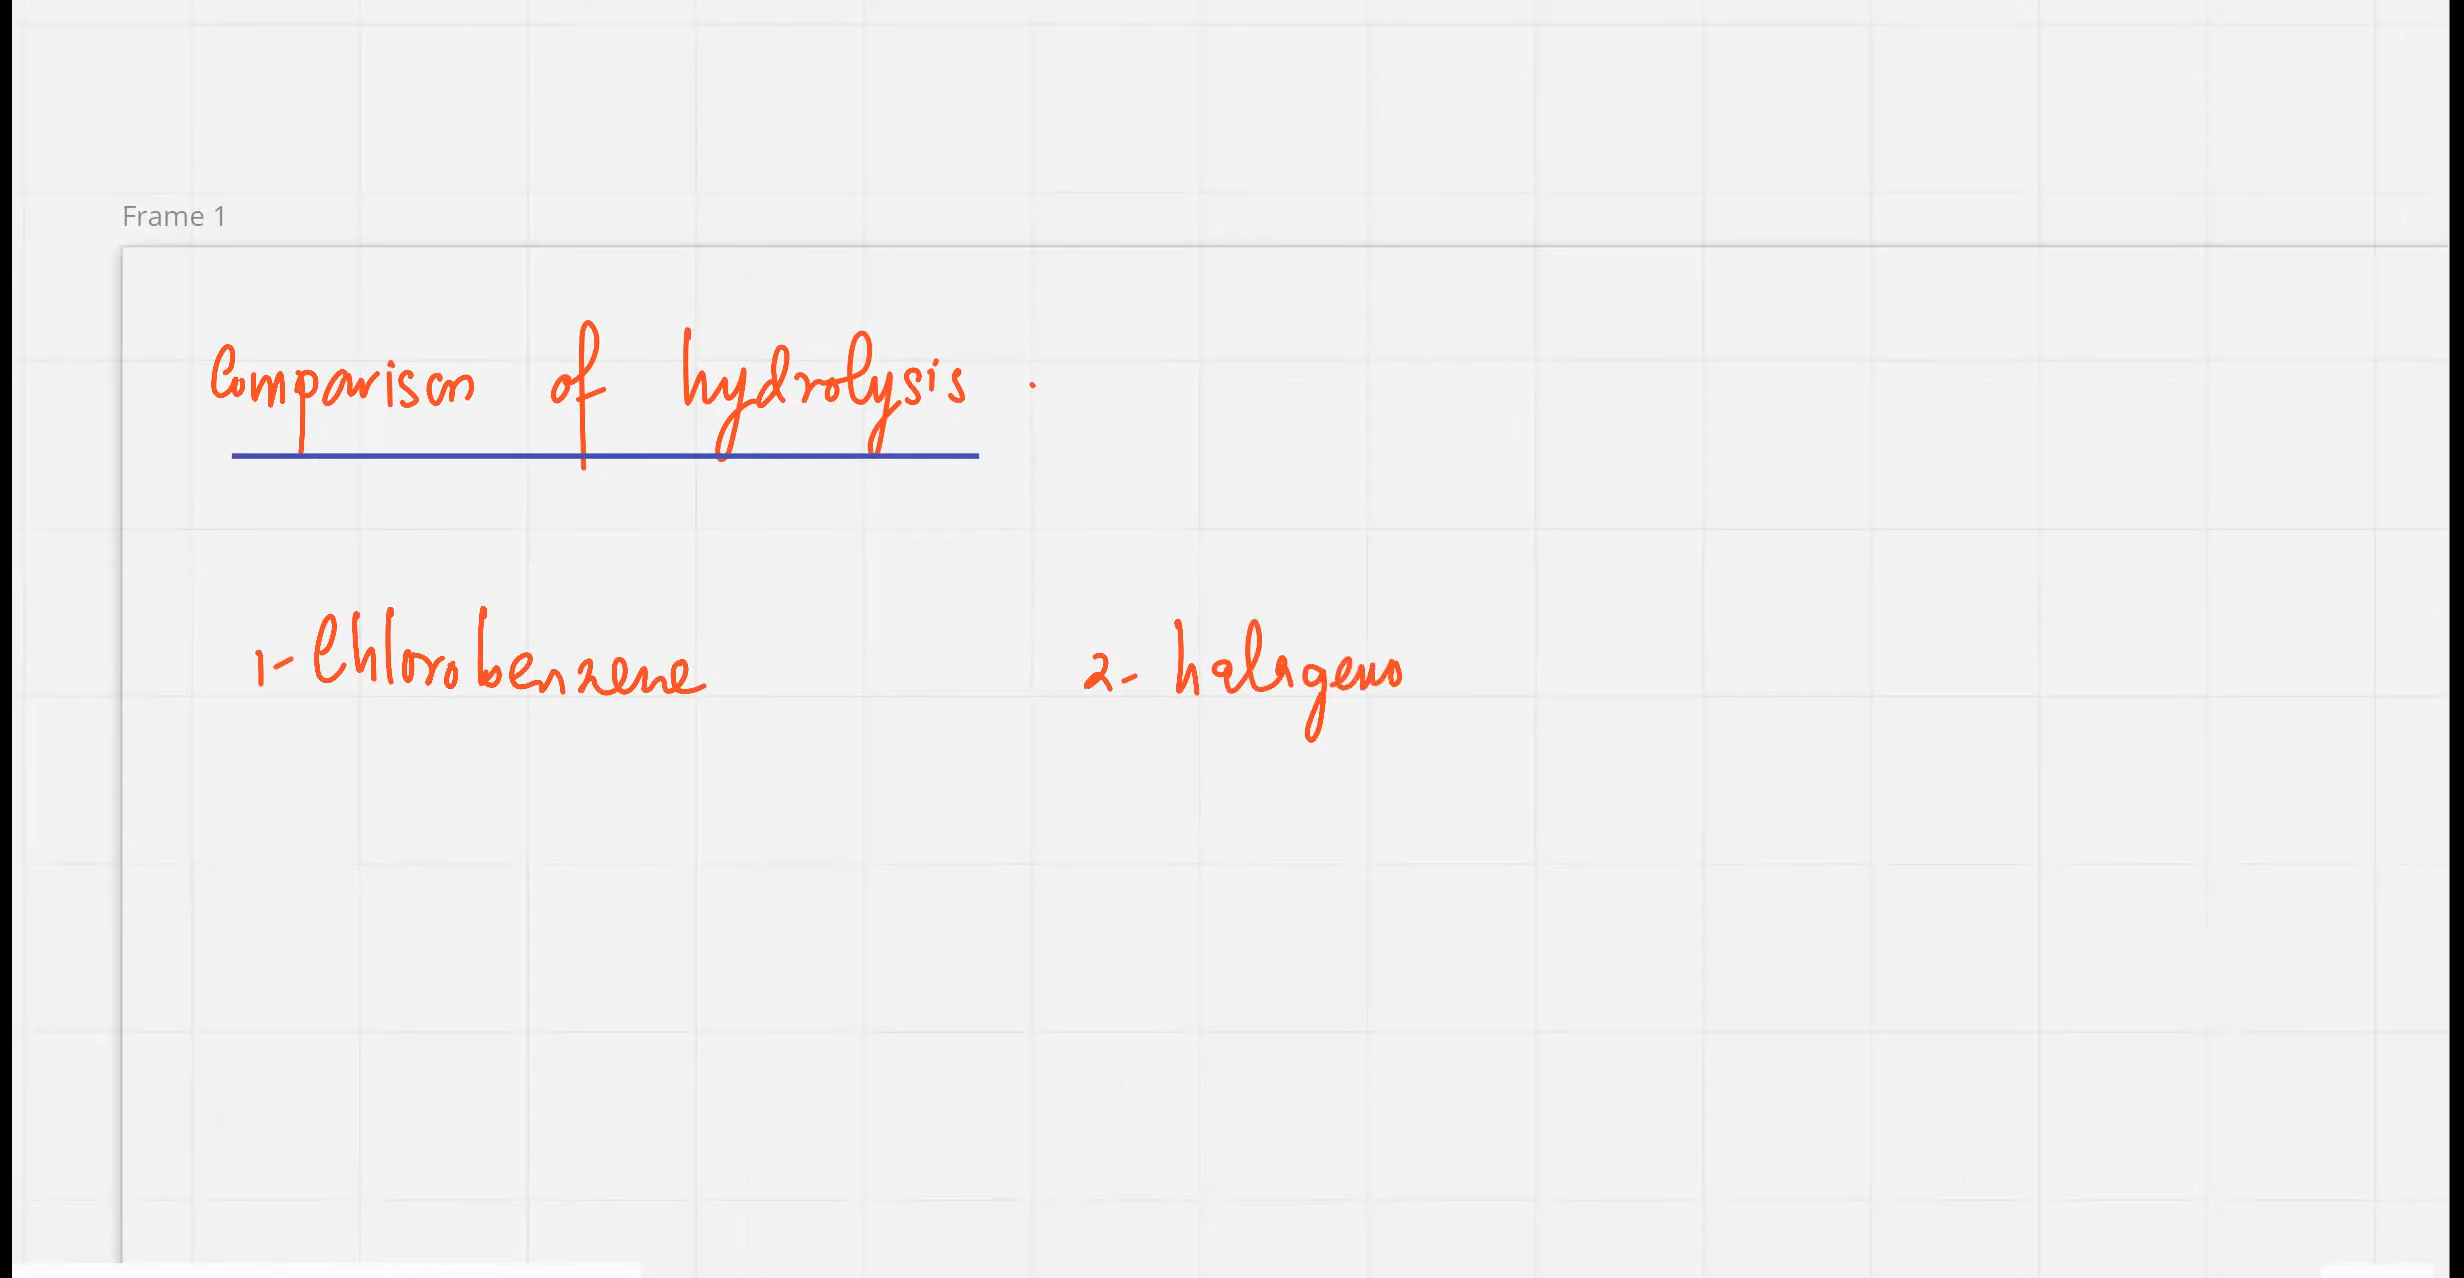 Frame 1
Comparison of hydrolysis .
1- Chlorobenzene 2- halogeno